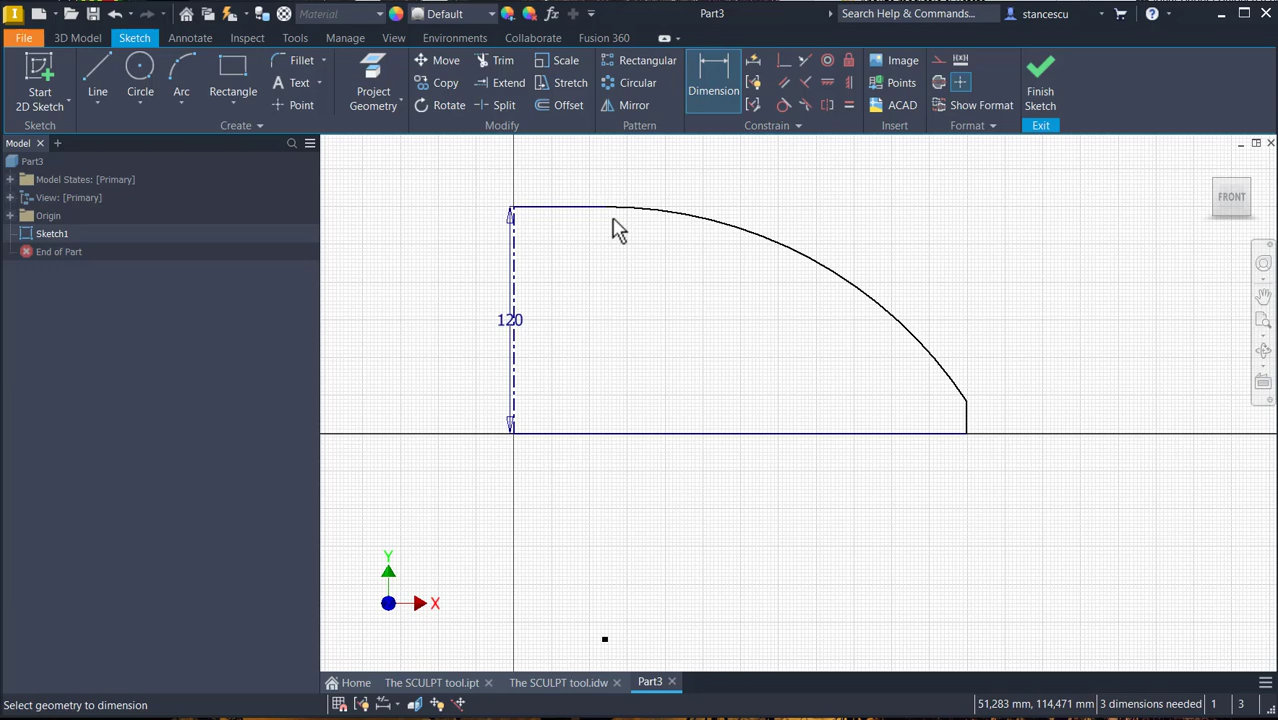 I Material Default fx Part3 Search Help & Commands... stancescu ?
File 3D Model Sketch Annotate Inspect Tools Manage View Environments Collaborate Fusion 360
Start 2D Sketch Line Circle Arc Rectangle Fillet Project Geometry Move Trim Scale Rectangular Dimension Image Finish Sketch
Text Copy Extend Stretch Circular Points
Point Rotate Split Offset Mirror ACAD Show Format
Sketch Create Modify Pattern Constrain Insert Format Exit
Model
Part3
Model States: [Primary]
View: [Primary]
Origin
Sketch1
End of Part
FRONT
120
Y
X
Home The SCULPT tool.ipt The SCULPT tool.idw Part3
Select geometry to dimension 51,283 mm, 114,471 mm 3 dimensions needed 1 3